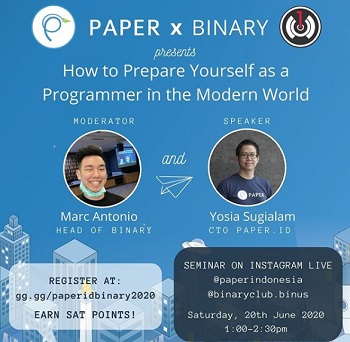 PAPER x BINARY
presents
How to Prepare Yourself as a
Programmer in the Modern World
MODERATOR
SPEAKER
and
PAPER
Marc Antonio
HEAD OF BINARY
Yosia Sugialam
CTO PAPER.ID
REGISTER AT:
gg.gg/paperidbinary2020
EARN SAT POINTS!
SEMINAR ON INSTAGRAM LIVE
@paperindonesia
@binaryclub.binus
Saturday, 20th June 2020
1:00-2:30pm